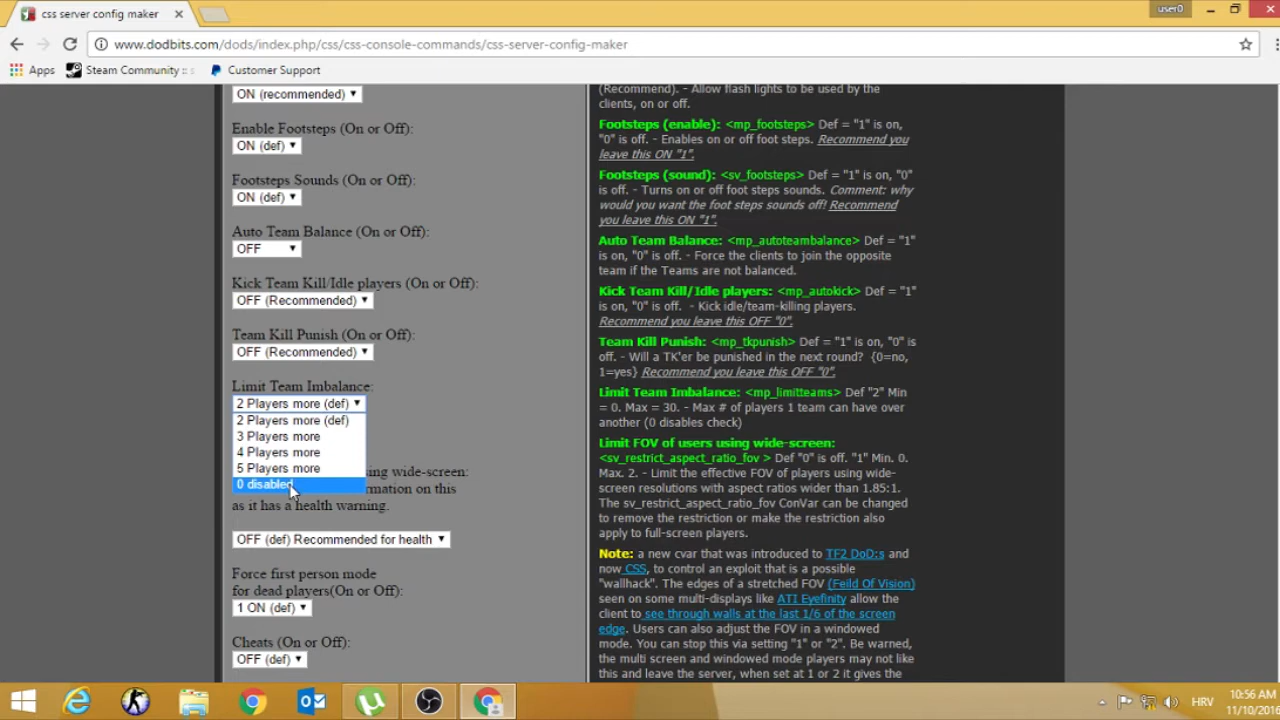 css server config maker
user0
www.dodbits.com/dods/index.php/css/css-console-commands/css-server-config-maker
Apps
Steam Community ::
Customer Support
ON (recommended)
Enable Footsteps (On or Off):
ON (def)
Footsteps Sounds (On or Off):
ON (def)
Auto Team Balance (On or Off):
OFF
Kick Team Kill/Idle players (On or Off):
OFF (Recommended)
Team Kill Punish (On or Off):
OFF (Recommended)
Limit Team Imbalance:
2 Players more (def)
2 Players more (def)
3 Players more
4 Players more
5 Players more
0 disabled
ing wide-screen:
rmation on this
as it has a health warning.
OFF (def) Recommended for health
Force first person mode
for dead players(On or Off):
1 ON (def)
Cheats (On or Off):
OFF (def)
(Recommend). - Allow flash lights to be used by the
clients, on or off.
Footsteps (enable): <mp_footsteps> Def = "1" is on,
"0" is off. - Enables on or off foot steps. Recommend you
leave this ON "1".
Footsteps (sound): <sv_footsteps> Def = "1" is on, "0"
is off. - Turns on or off foot steps sounds. Comment: why
would you want the foot steps sounds off! Recommend
you leave this ON "1".
Auto Team Balance: <mp_autoteambalance> Def = "1"
is on, "0" is off. - Force the clients to join the opposite
team if the Teams are not balanced.
Kick Team Kill/Idle players: <mp_autokick> Def = "1"
is on, "0" is off. - Kick idle/team-killing players.
Recommend you leave this OFF "0".
Team Kill Punish: <mp_tkpunish> Def = "1" is on, "0" is
off. - Will a TK'er be punished in the next round? {0=no,
1=yes} Recommend you leave this OFF "0".
Limit Team Imbalance: <mp_limitteams> Def "2" Min
= 0. Max = 30. - Max # of players 1 team can have over
another (0 disables check)
Limit FOV of users using wide-screen:
<sv_restrict_aspect_ratio_fov > Def "0" is off. "1" Min. 0.
Max. 2. - Limit the effective FOV of players using wide-
screen resolutions with aspect ratios wider than 1.85:1.
The sv_restrict_aspect_ratio_fov ConVar can be changed
to remove the restriction or make the restriction also
apply to full-screen players.
Note: a new cvar that was introduced to TF2 DoD:s and
now CSS, to control an exploit that is a possible
"wallhack". The edges of a stretched FOV (Feild Of Vision)
seen on some multi-displays like ATI Eyefinity allow the
client to see through walls at the last 1/6 of the screen
edge. Users can also adjust the FOV in a windowed
mode. You can stop this via setting "1" or "2". Be warned,
the multi screen and windowed mode players may not like
this and leave the server, when set at 1 or 2 it gives the
HRV
10:56 AM
11/10/2016